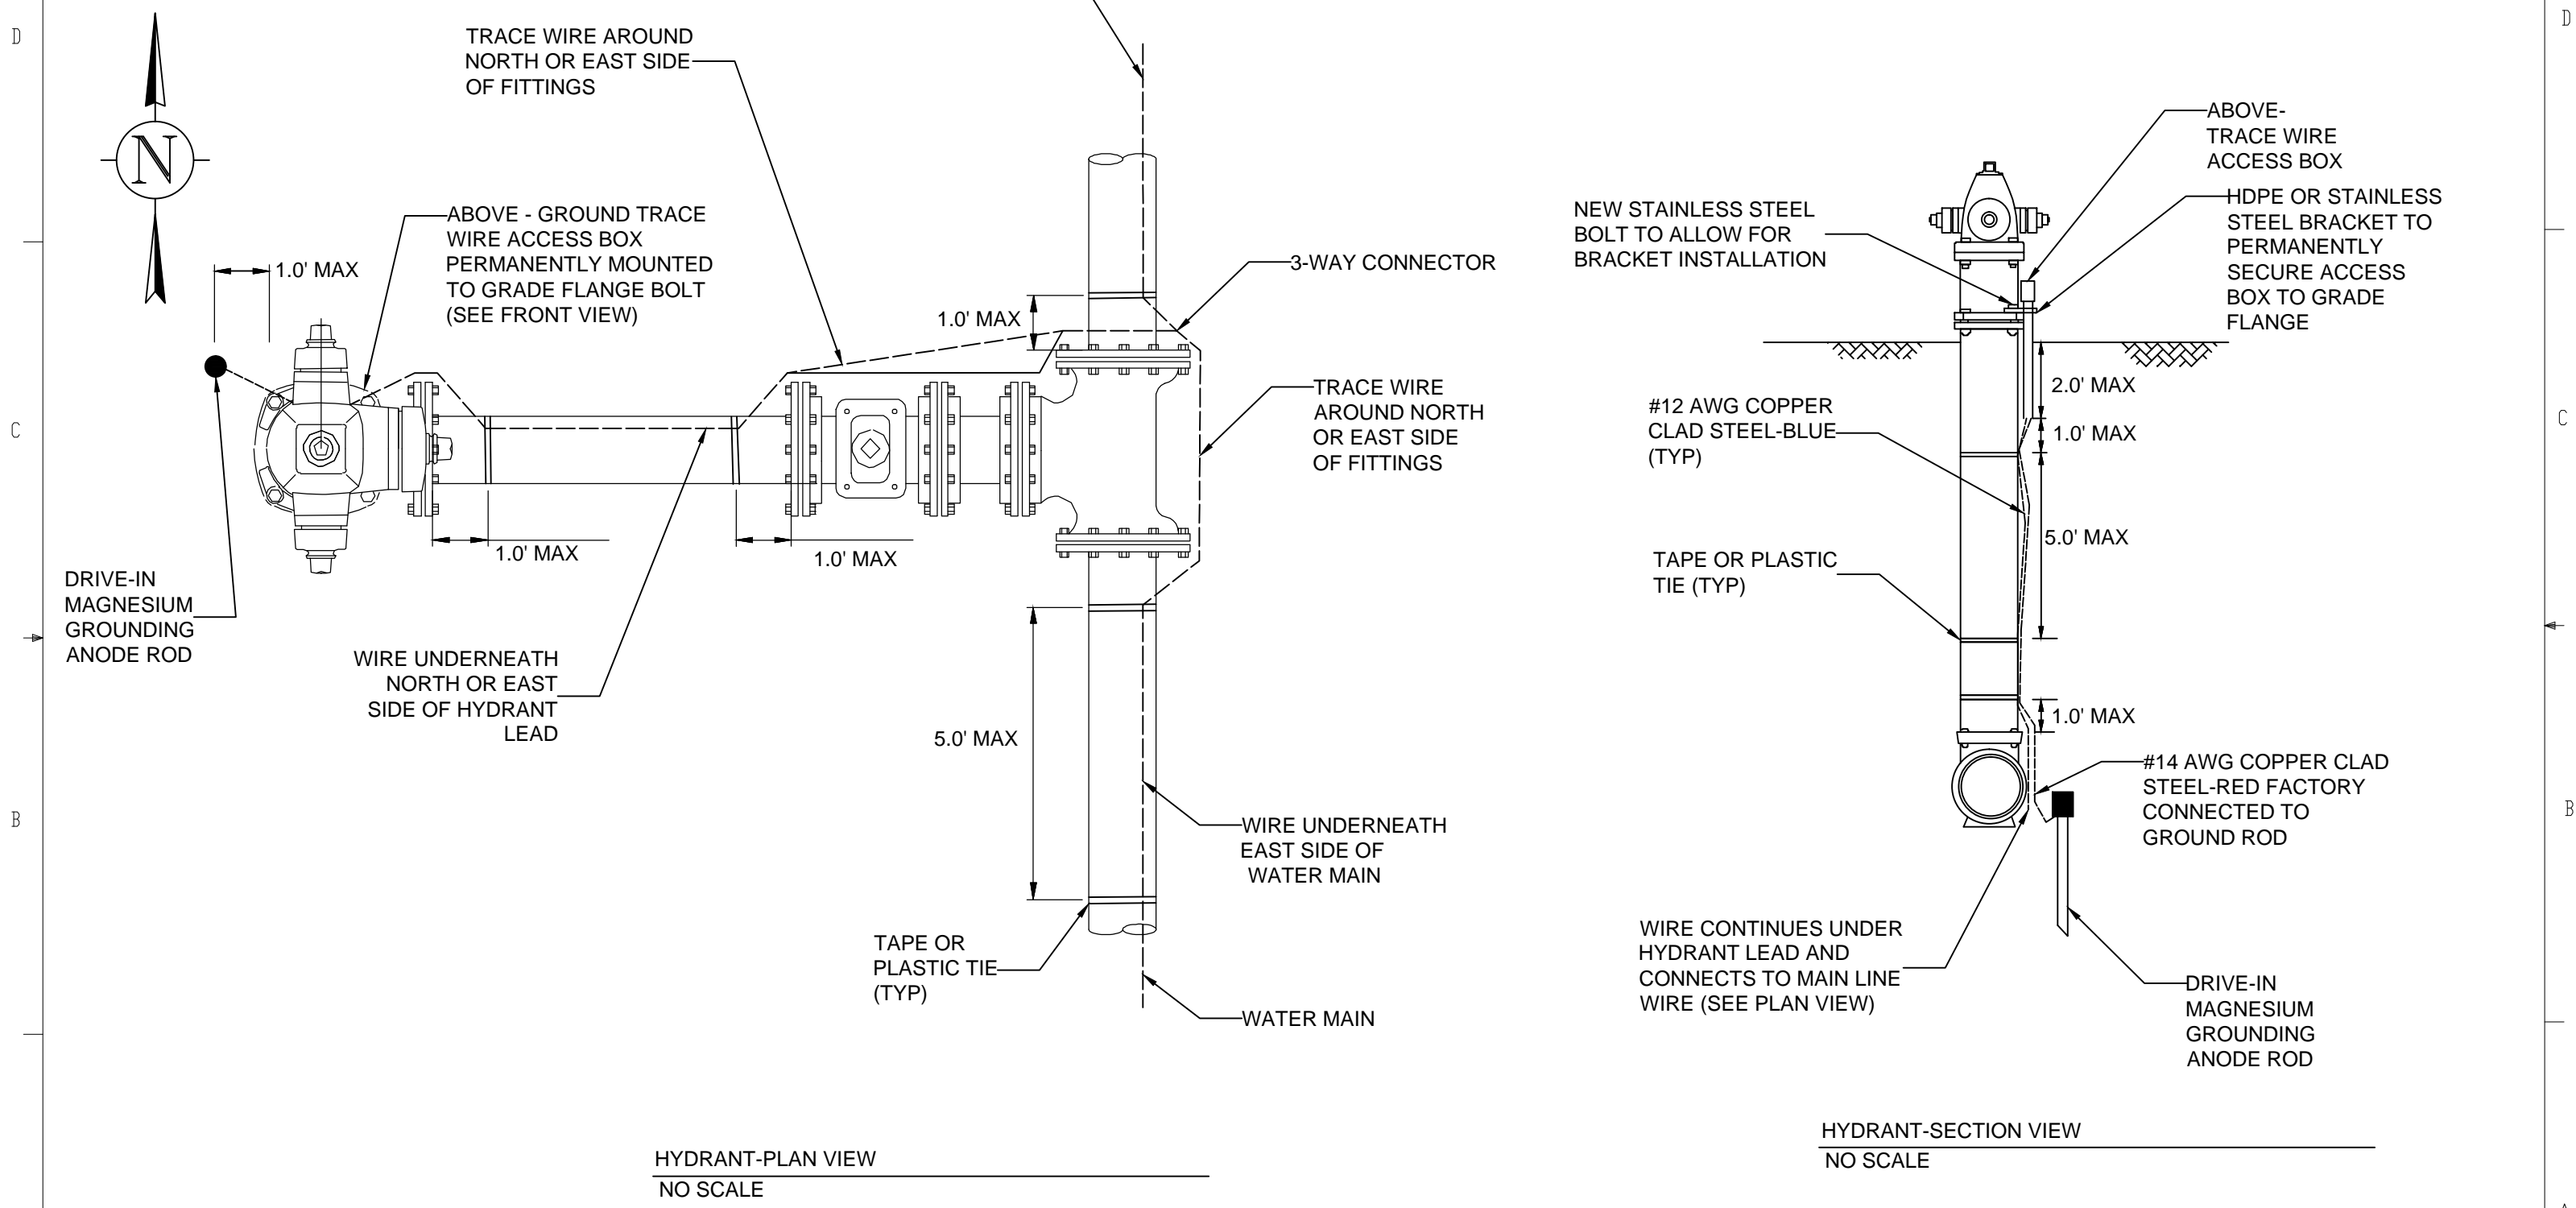 D
D
TRACE WIRE AROUND
NORTH OR EAST SIDE
OF FITTINGS
N
ABOVE - GROUND TRACE
WIRE ACCESS BOX
PERMANENTLY MOUNTED
TO GRADE FLANGE BOLT
(SEE FRONT VIEW)
1.0' MAX
3-WAY CONNECTOR
1.0' MAX
TRACE WIRE
AROUND NORTH
OR EAST SIDE
OF FITTINGS
C
1.0' MAX
1.0' MAX
DRIVE-IN
MAGNESIUM
GROUNDING
ANODE ROD
WIRE UNDERNEATH
NORTH OR EAST
SIDE OF HYDRANT
LEAD
5.0' MAX
B
WIRE UNDERNEATH
EAST SIDE OF
WATER MAIN
TAPE OR
PLASTIC TIE
(TYP)
WATER MAIN
HYDRANT-PLAN VIEW
NO SCALE
ABOVE-
TRACE WIRE
ACCESS BOX
NEW STAINLESS STEEL
BOLT TO ALLOW FOR
BRACKET INSTALLATION
HDPE OR STAINLESS
STEEL BRACKET TO
PERMANENTLY
SECURE ACCESS
BOX TO GRADE
FLANGE
2.0' MAX
#12 AWG COPPER
CLAD STEEL-BLUE
(TYP)
1.0' MAX
C
5.0' MAX
TAPE OR PLASTIC
TIE (TYP)
1.0' MAX
#14 AWG COPPER CLAD
STEEL-RED FACTORY
CONNECTED TO
GROUND ROD
B
WIRE CONTINUES UNDER
HYDRANT LEAD AND
CONNECTS TO MAIN LINE
WIRE (SEE PLAN VIEW)
DRIVE-IN
MAGNESIUM
GROUNDING
ANODE ROD
HYDRANT-SECTION VIEW
NO SCALE